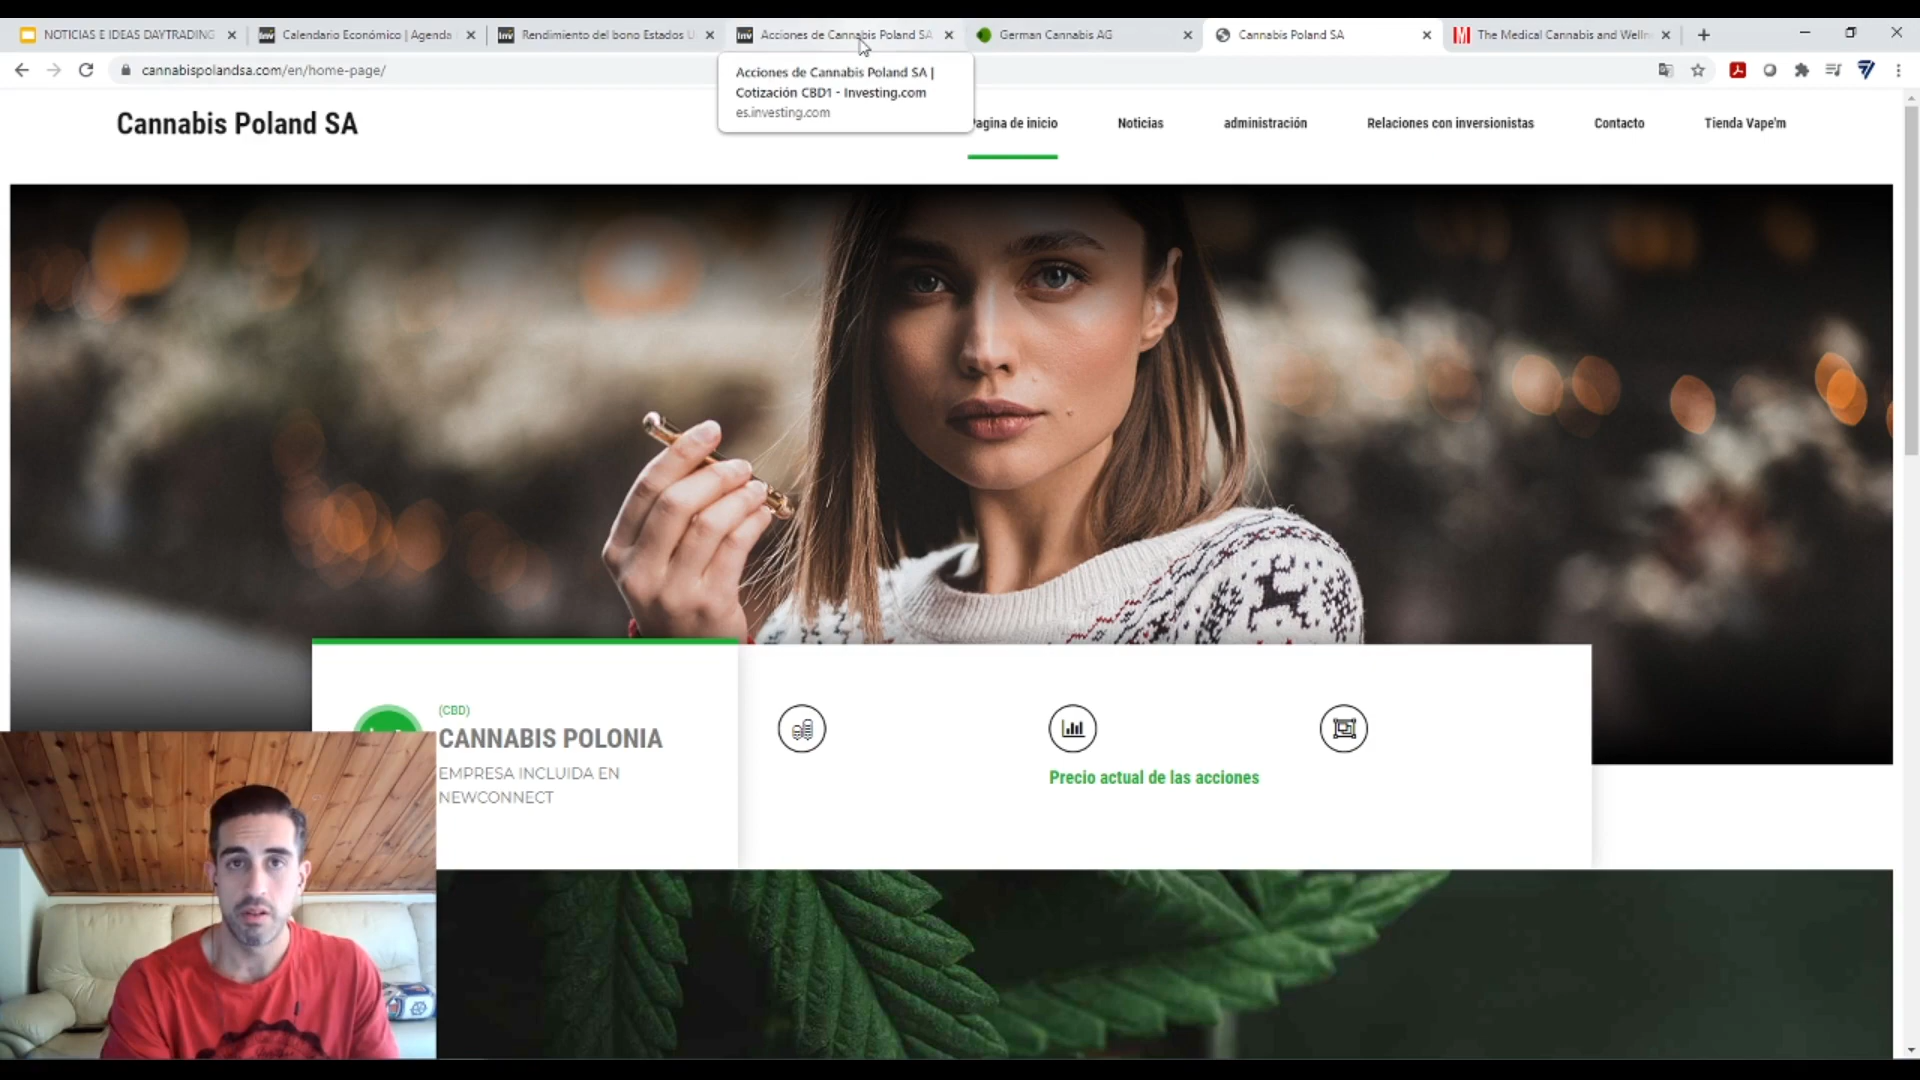 NOTICIAS E IDEAS DAYTRADING
Calendario Económico | Agenda
Rendimiento del bono Estados U
Acciones de Cannabis Poland SA
German Cannabis AG
Cannabis Poland SA
The Medical Cannabis and Welln
cannabispolandsa.com/en/home-page/
Acciones de Cannabis Poland SA |
Cotización CBD1 - Investing.com
es.investing.com
Cannabis Poland SA
Pagina de inicio
Noticias
administración
Relaciones con inversionistas
Contacto
Tienda Vape'm
(CBD)
CANNABIS POLONIA
EMPRESA INCLUIDA EN
NEWCONNECT
Precio actual de las acciones